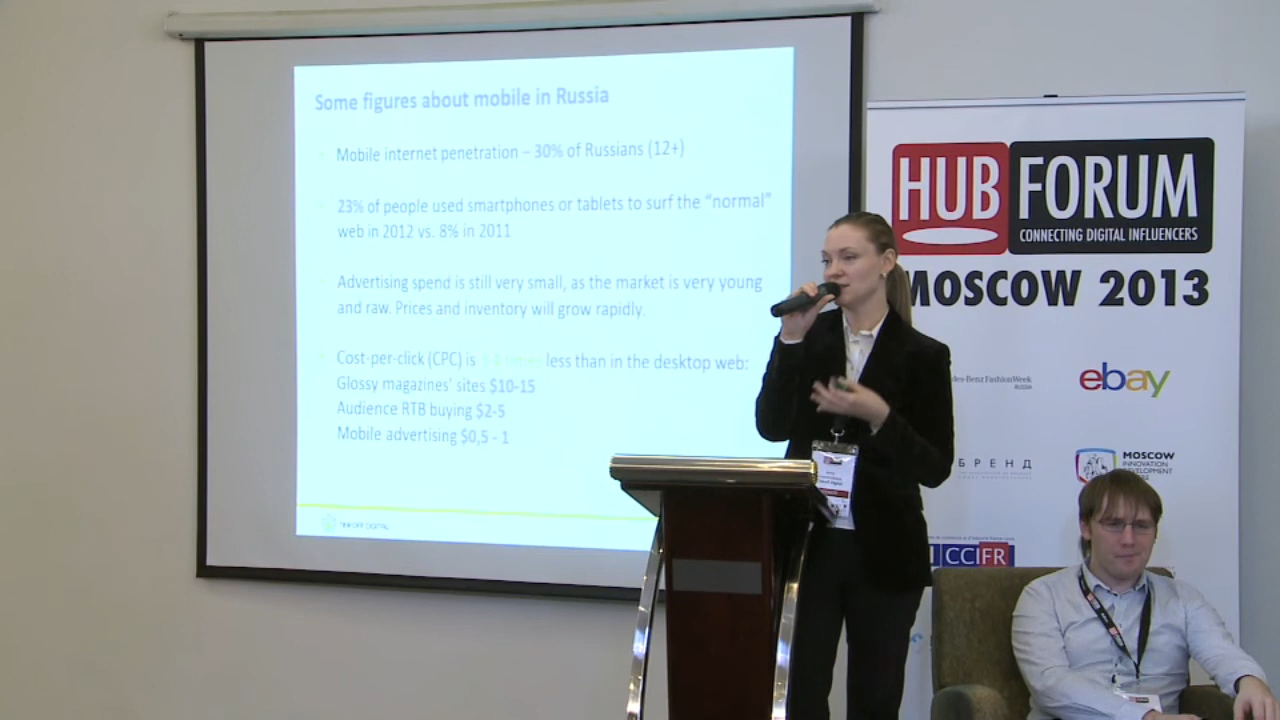 Some figures about mobile in Russia
Mobile internet penetration – 30% of Russians (12+)
23% of people used smartphones or tablets to surf the “normal”
web in 2012 vs. 8% in 2011
Advertising spend is still very small, as the market is very young
and raw. Prices and inventory will grow rapidly.
Cost-per-click (CPC) is less than in the desktop web:
Glossy magazines’ sites $10-15
Audience RTB buying $2-5
Mobile advertising $0,5 - 1
TINKOFF DIGITAL
HUB FORUM
CONNECTING DIGITAL INFLUENCERS
MOSCOW 2013
FashionWeek
RUSSIA
ebay
БРЕНД
MOSCOW
INNOVATION
DEVELOPMENT
CCIFR